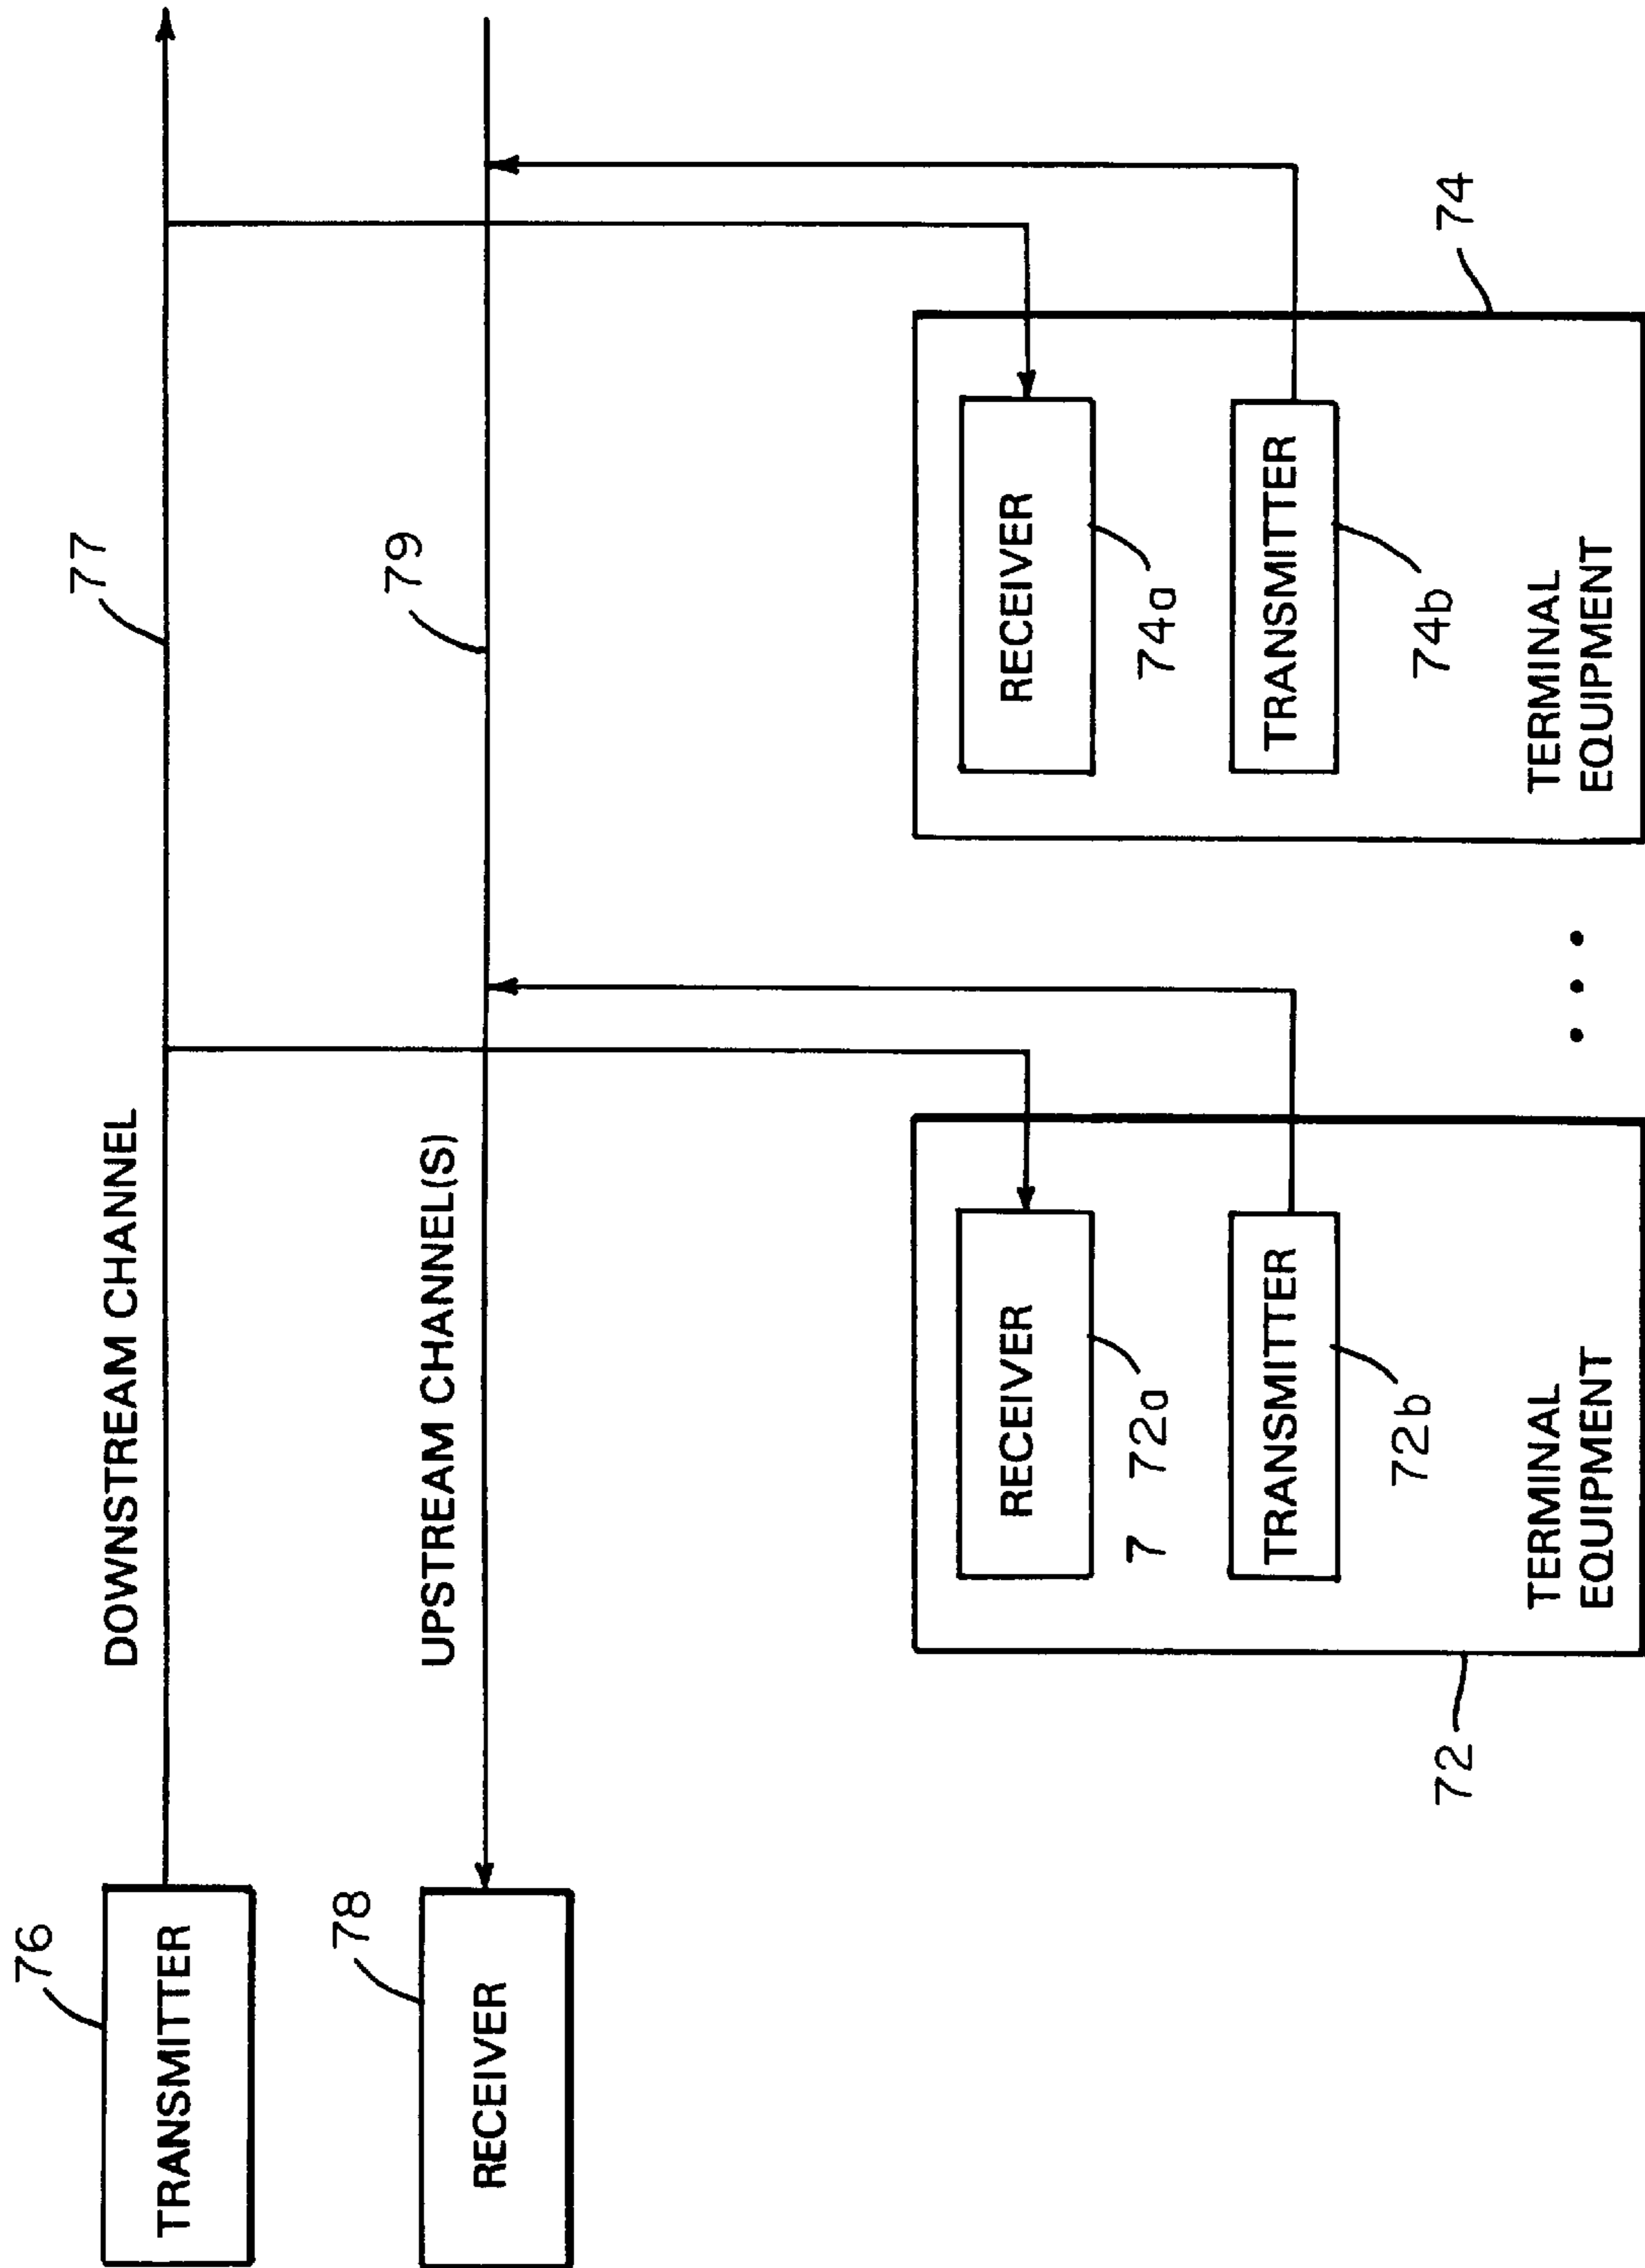 76
TRANSMITTER
DOWNSTREAM CHANNEL
77
78
RECEIVER
UPSTREAM CHANNEL(S)
79
72
RECEIVER
7 72a
TRANSMITTER
72b
TERMINAL
EQUIPMENT
• • •
74
RECEIVER
74a
TRANSMITTER
74b
TERMINAL
EQUIPMENT